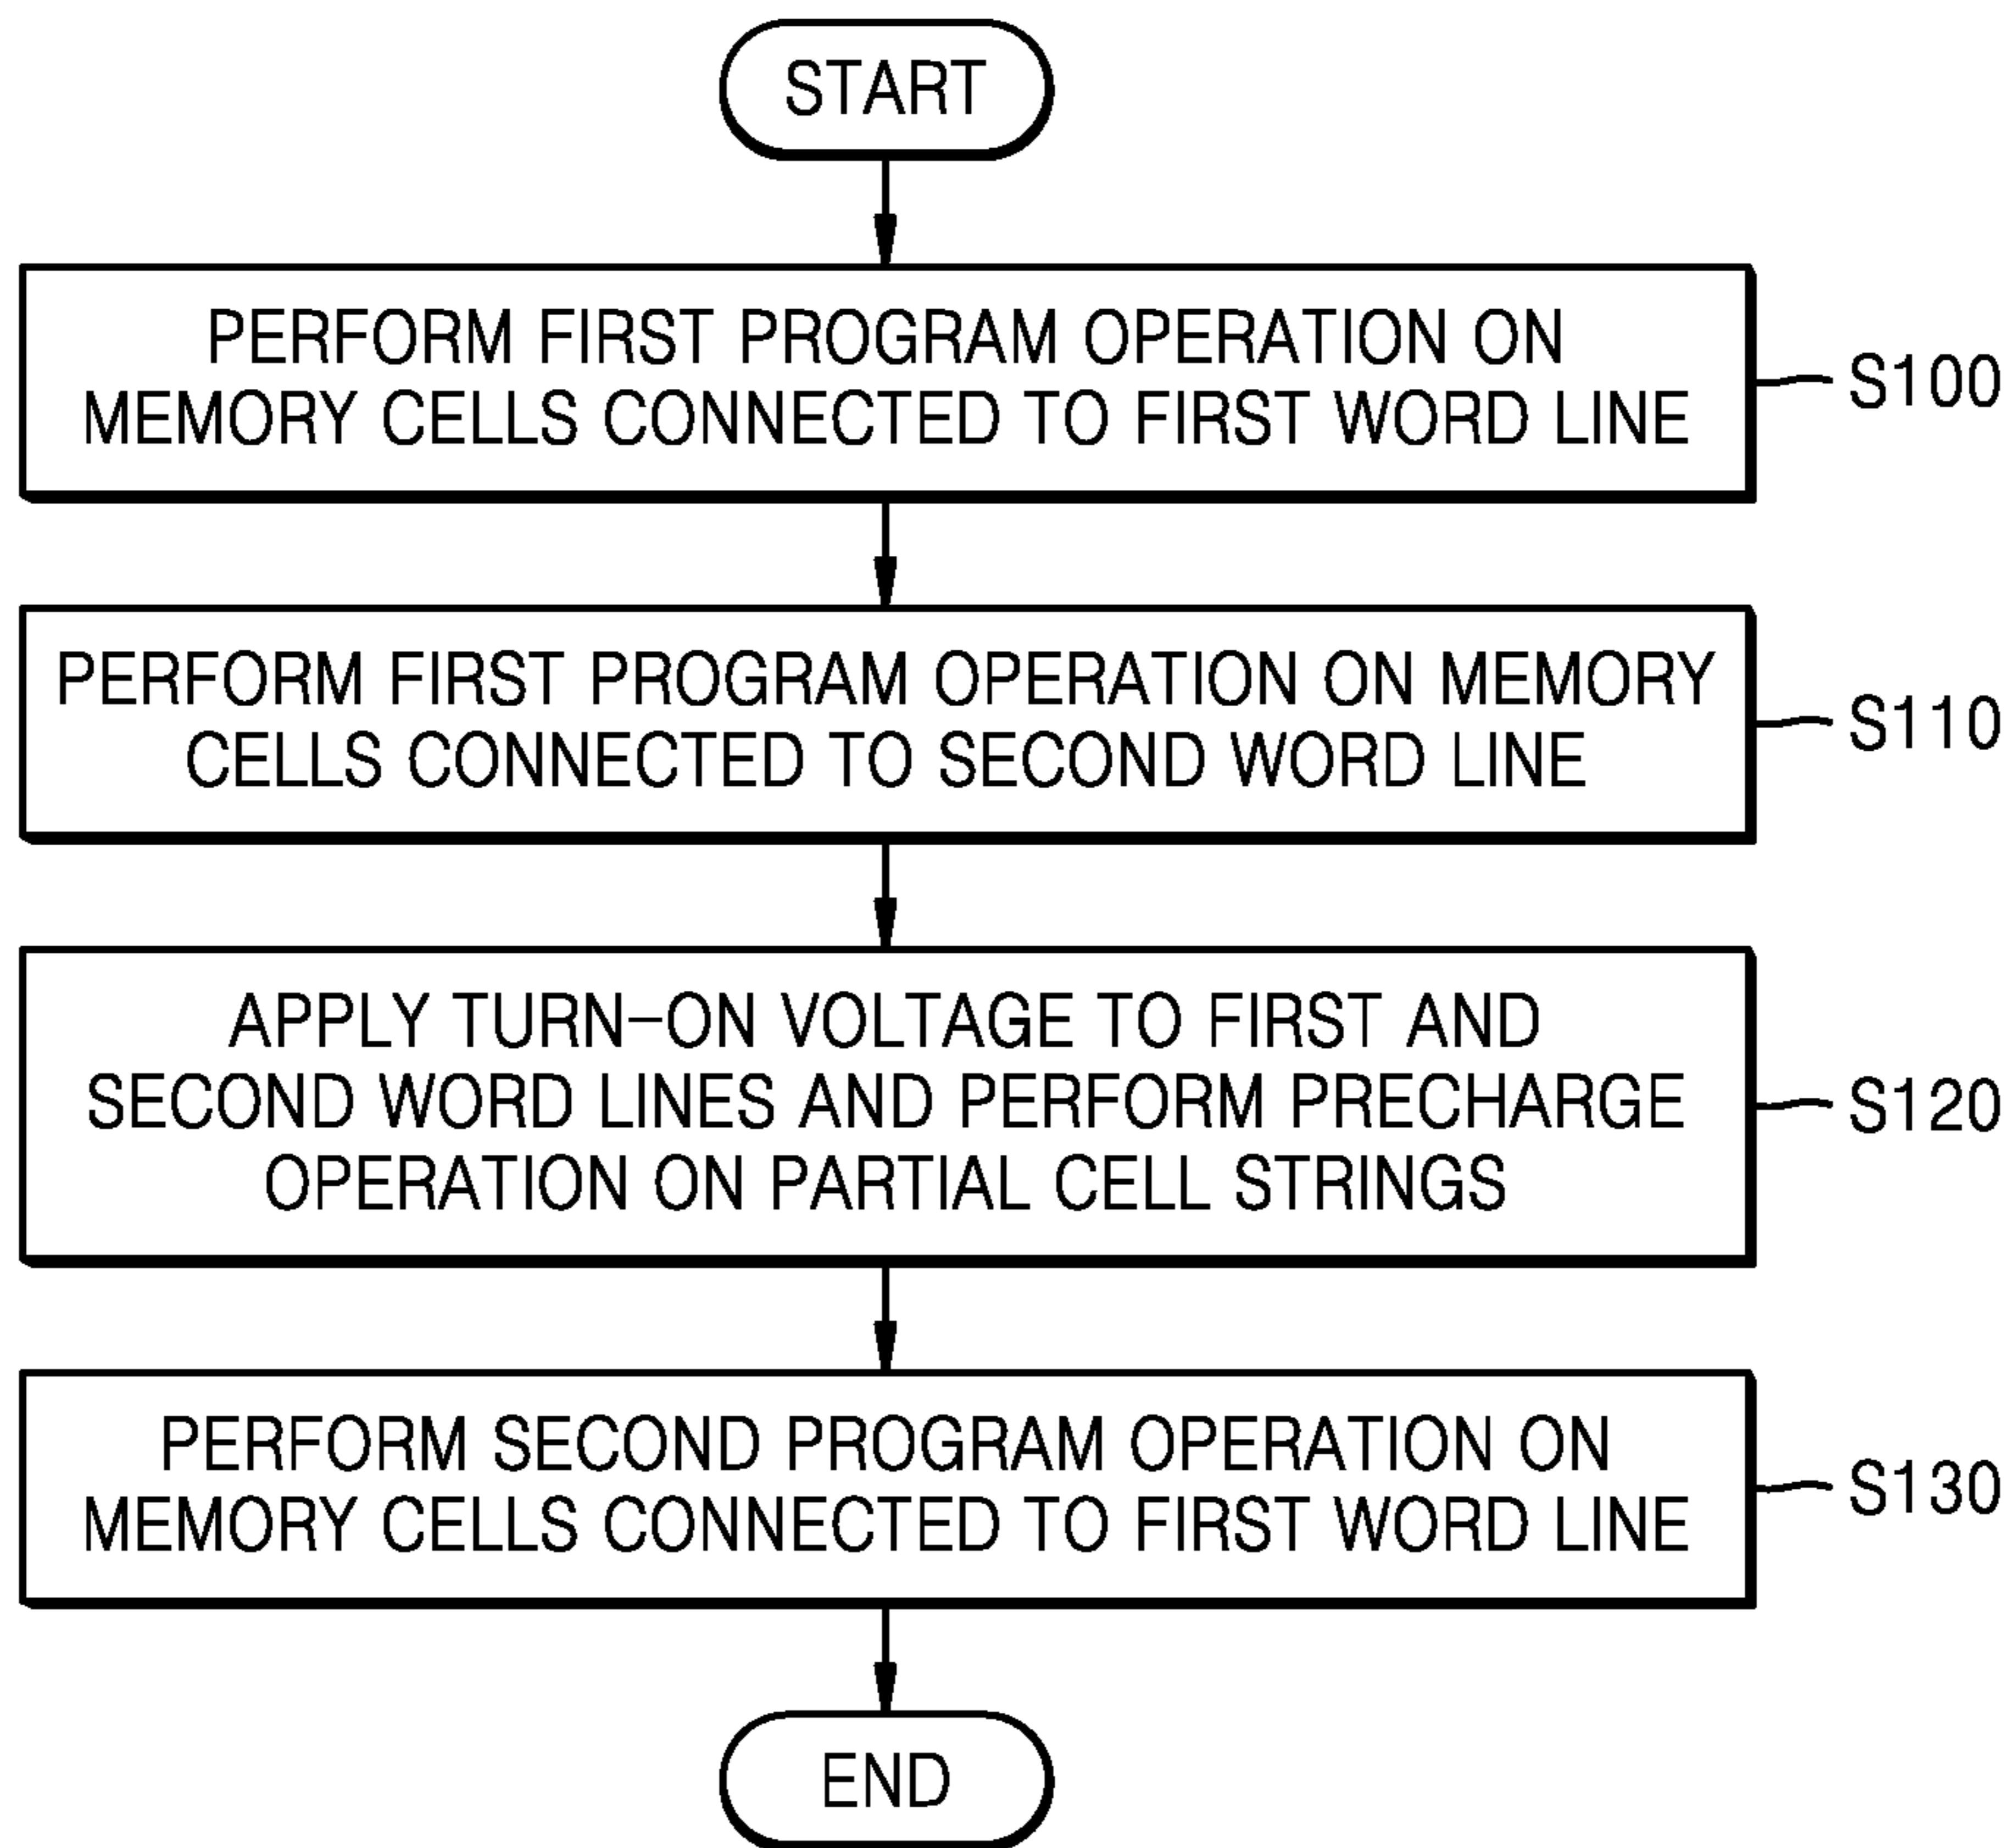 START
PERFORM FIRST PROGRAM OPERATION ON
MEMORY CELLS CONNECTED TO FIRST WORD LINE
S100
PERFORM FIRST PROGRAM OPERATION ON MEMORY
CELLS CONNECTED TO SECOND WORD LINE
S110
APPLY TURN-ON VOLTAGE TO FIRST AND
SECOND WORD LINES AND PERFORM PRECHARGE
OPERATION ON PARTIAL CELL STRINGS
S120
PERFORM SECOND PROGRAM OPERATION ON
MEMORY CELLS CONNECTED TO FIRST WORD LINE
S130
END